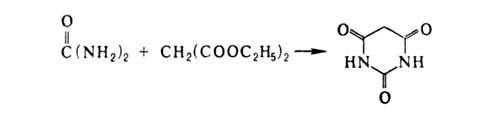 O
C(NH₂)₂ + CH₂(COOC₂H₅)₂
O O
HN NH
O